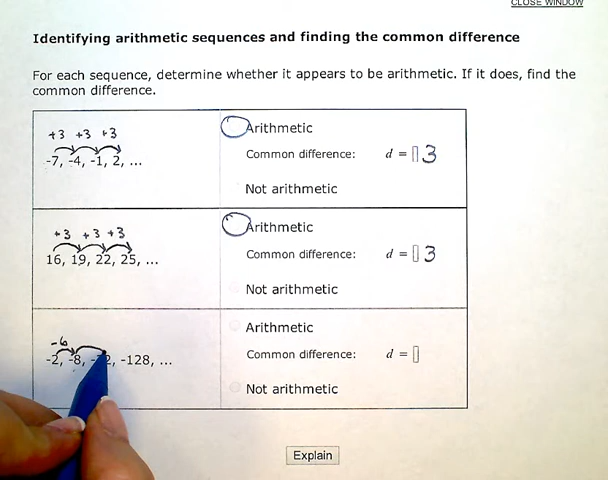 CLOSE WINDOW
Identifying arithmetic sequences and finding the common difference
For each sequence, determine whether it appears to be arithmetic. If it does, find the
common difference.
+3 +3 +3
-7, -4, -1, 2, ...
Arithmetic
Common difference: d = 3
Not arithmetic
+3 +3 +3
16, 19, 22, 25, ...
Arithmetic
Common difference: d = 3
Not arithmetic
-6
-2, -8, -128, ...
Arithmetic
Common difference: d =
Not arithmetic
Explain